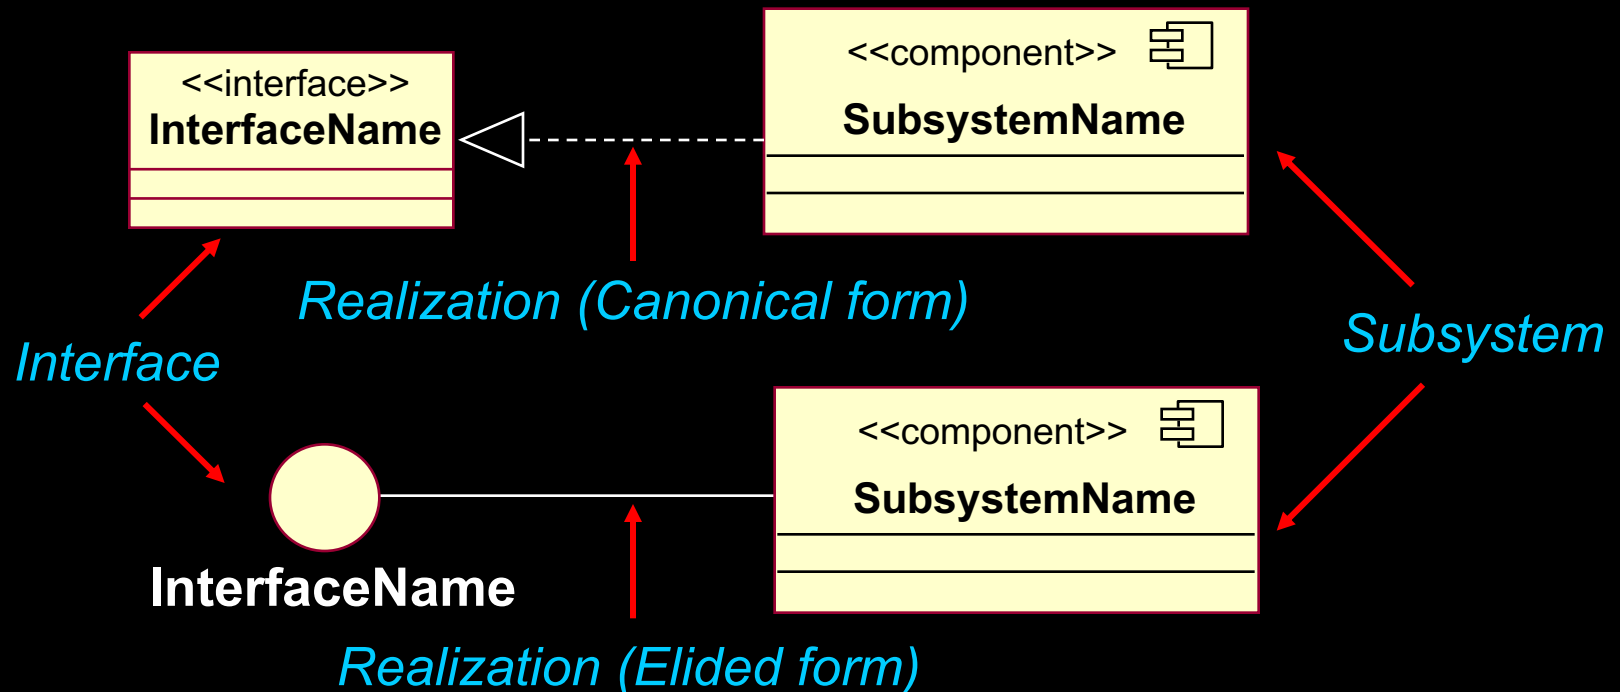 <<interface>>
InterfaceName
<<component>>
SubsystemName
Realization (Canonical form)
Interface
Subsystem
<<component>>
SubsystemName
InterfaceName
Realization (Elided form)